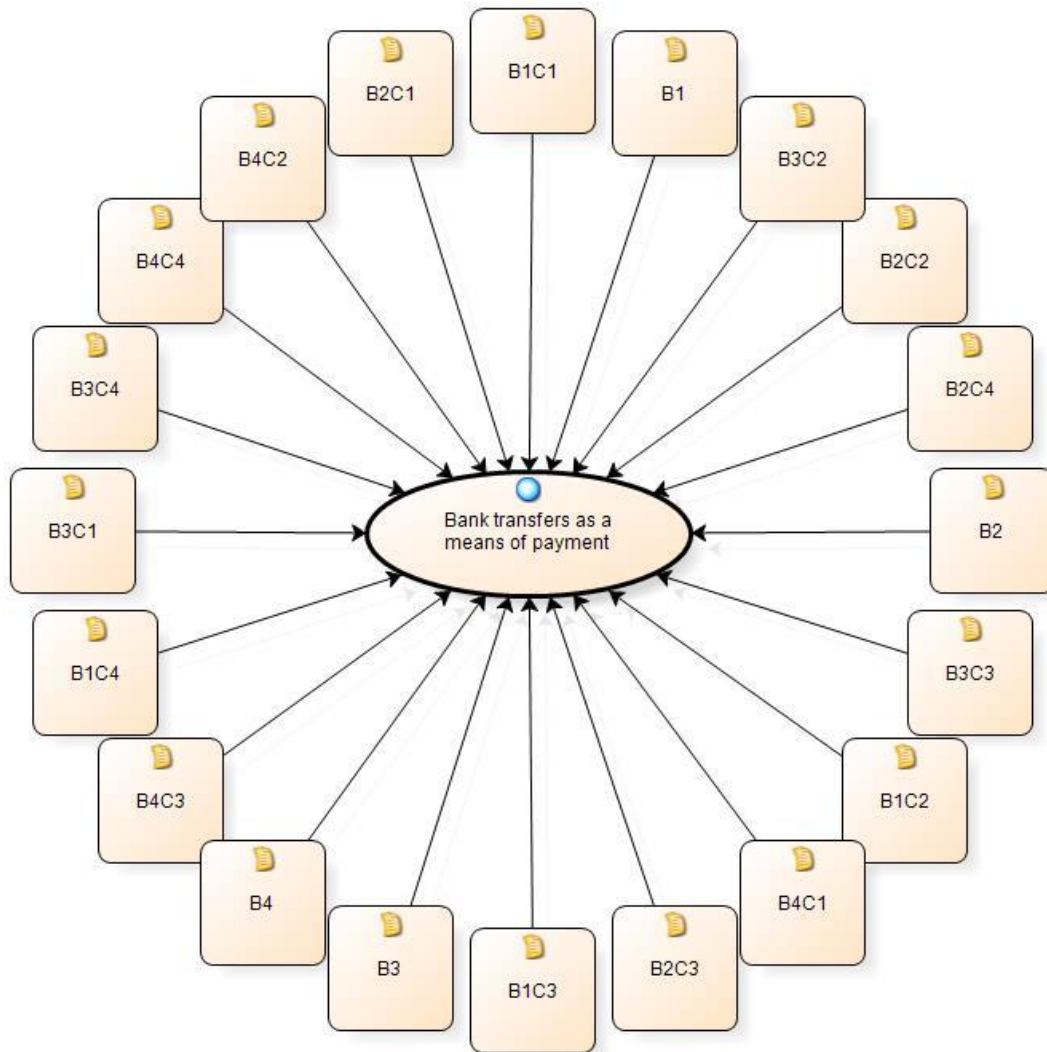 B1C1
B2C1
B1
B4C2
B3C2
B4C4
B2C2
B3C4
B2C4
Bank transfers as a
means of payment
B3C1
B2
B1C4
B3C3
B4C3
B1C2
B4
B4C1
B3
B2C3
B1C3